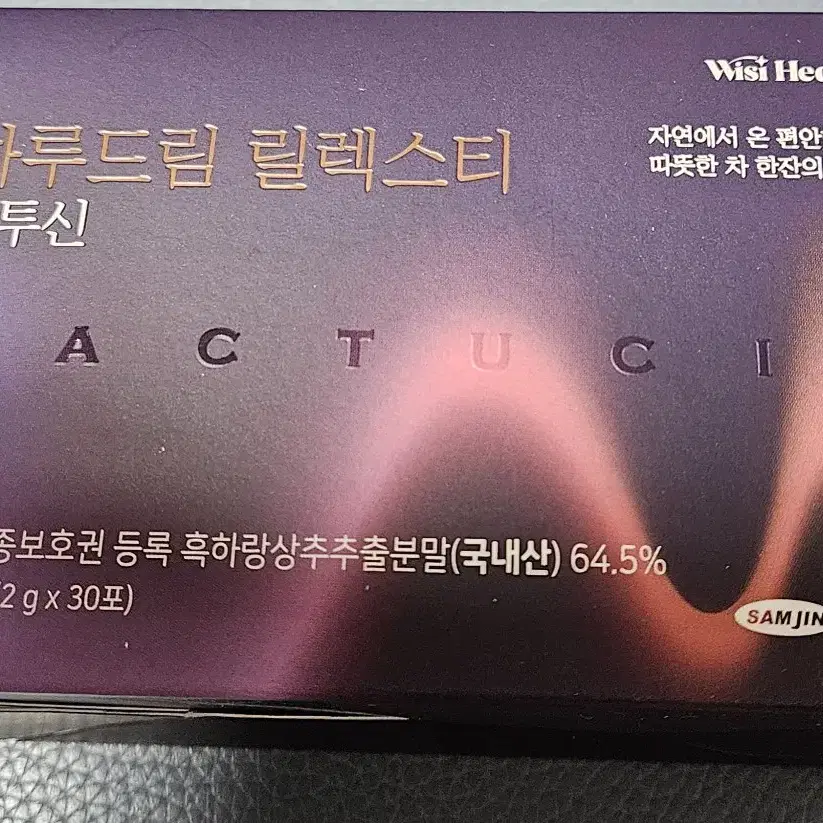 Wisi Hea
자연에서 온 편안
따뜻한 차 한잔의
하루드림 릴렉스티
투신
ACTUCI
종보호권 등록 흑하랑상추추출분말(국내산) 64.5%
(2 g x 30포)
SAMJIN